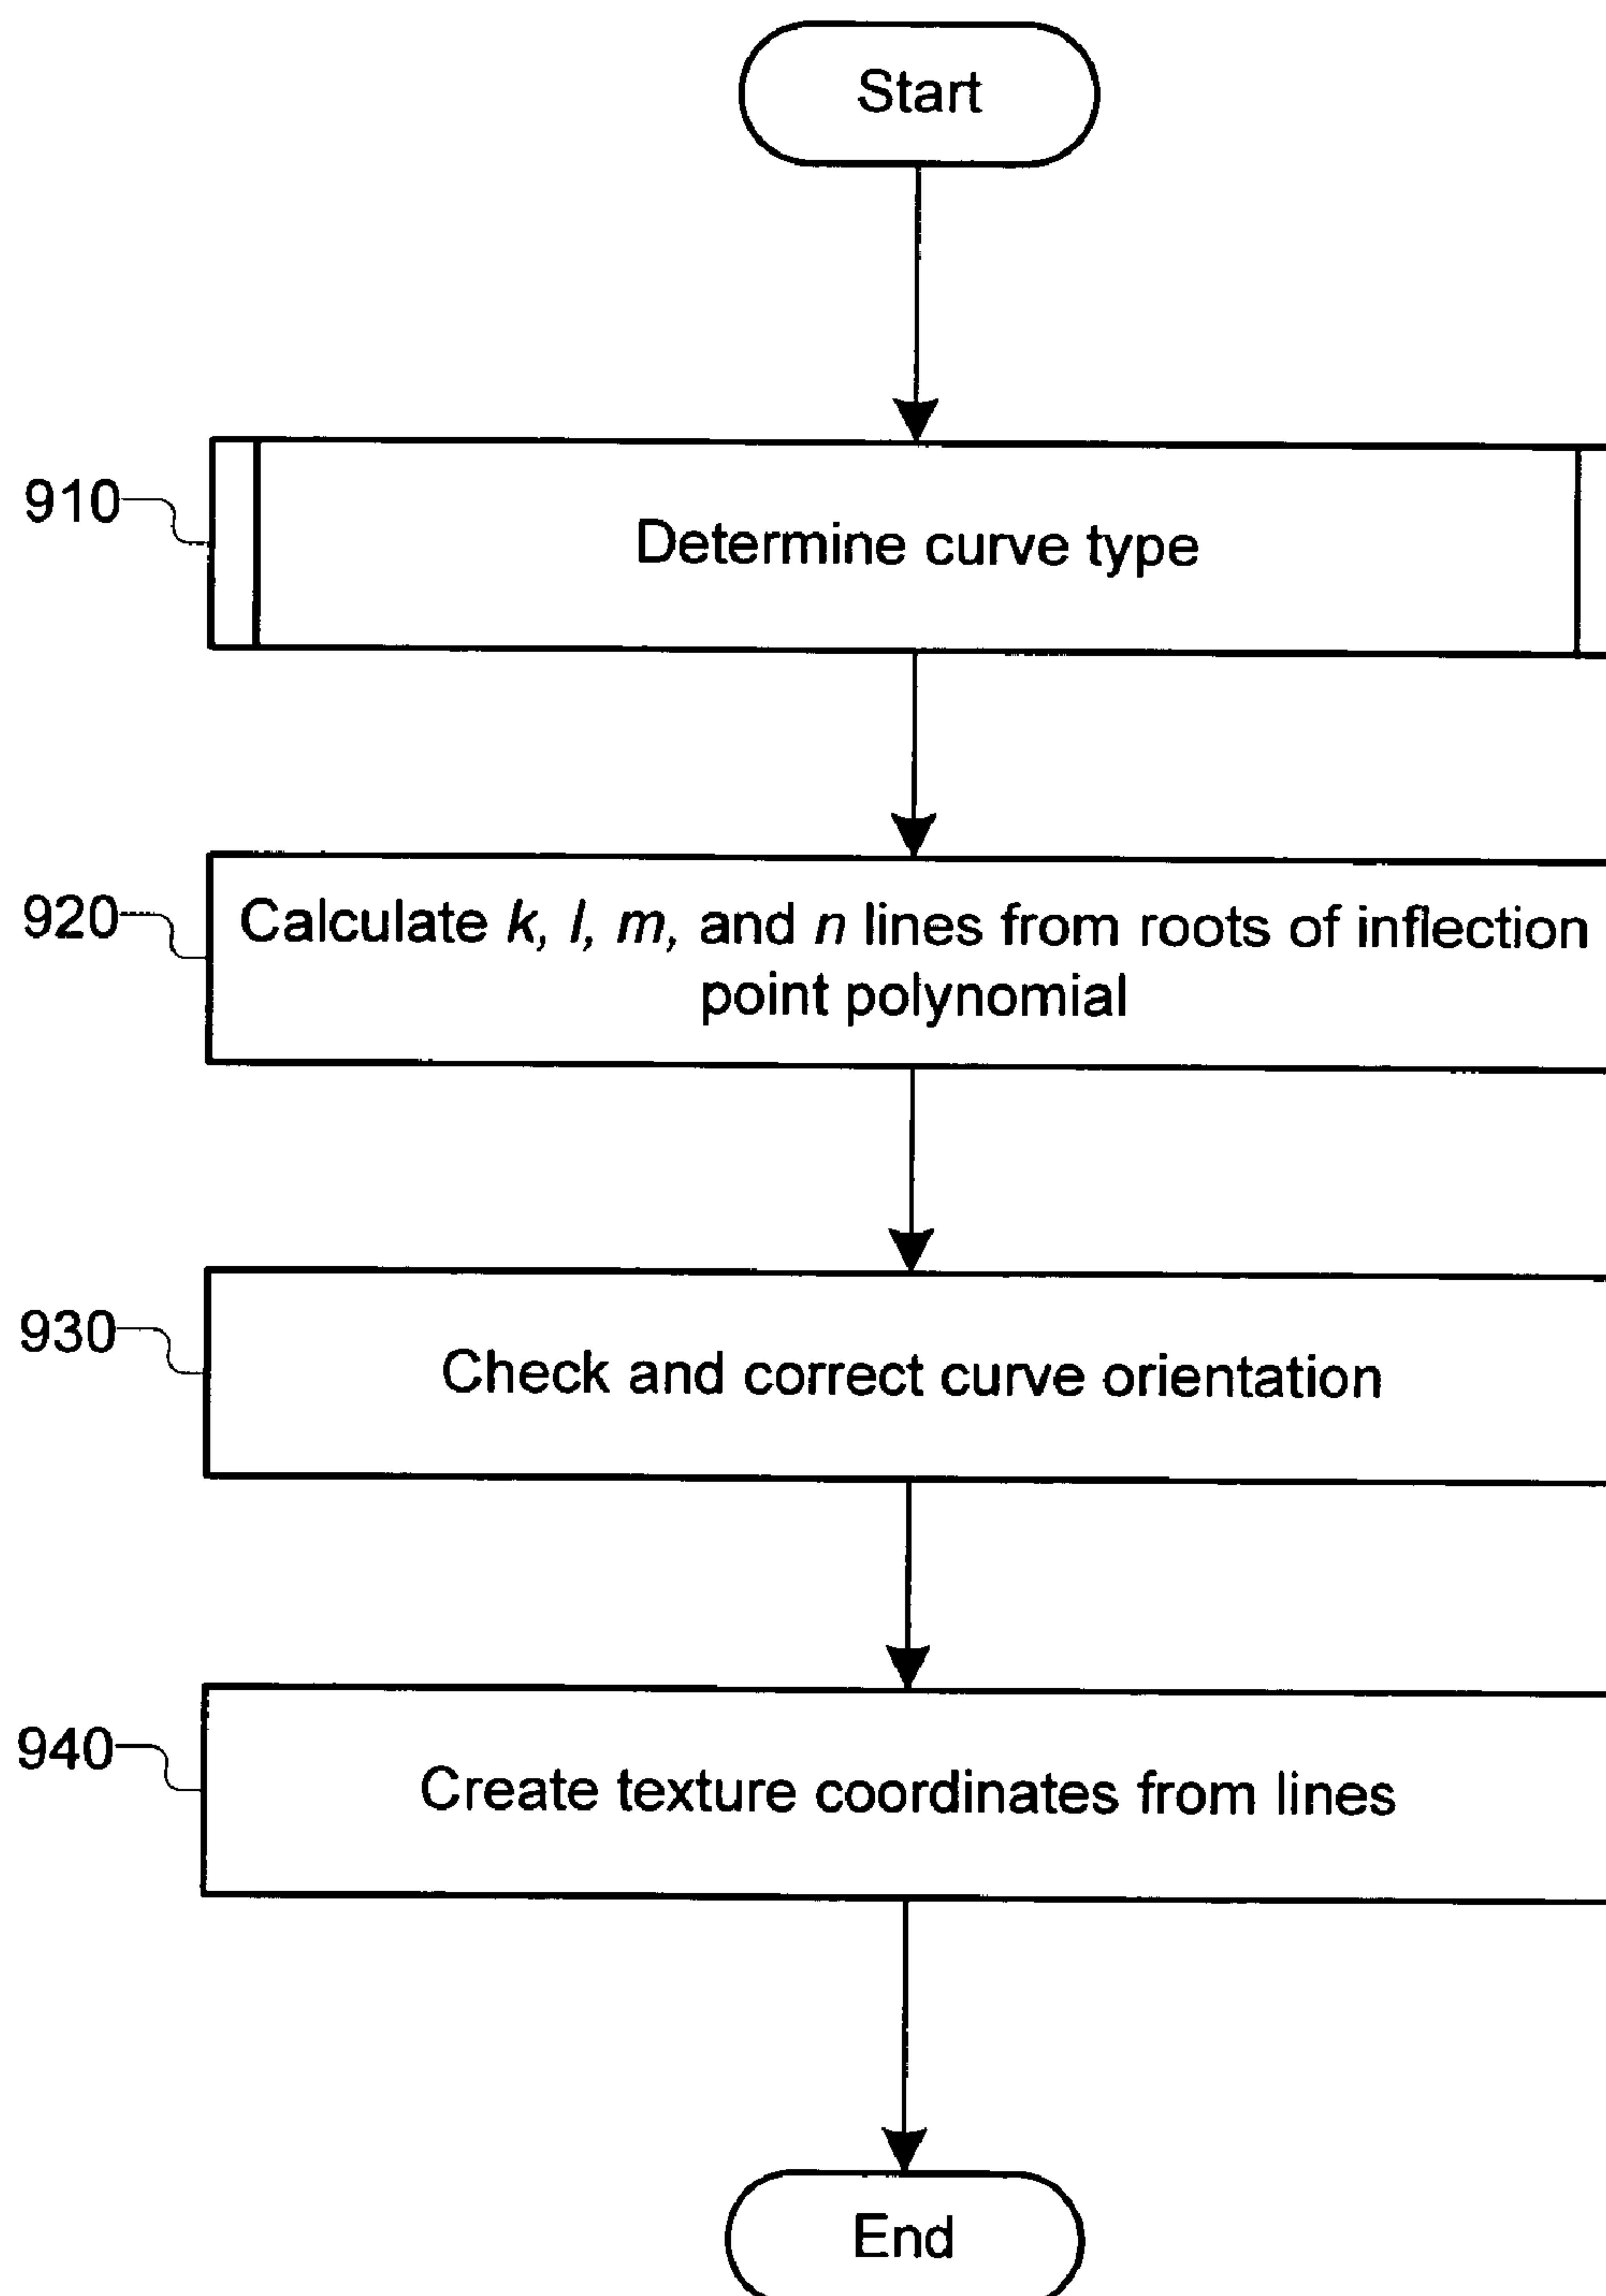 Start
910
Determine curve type
920
Calculate k, l, m, and n lines from roots of inflection
point polynomial
930
Check and correct curve orientation
940
Create texture coordinates from lines
End